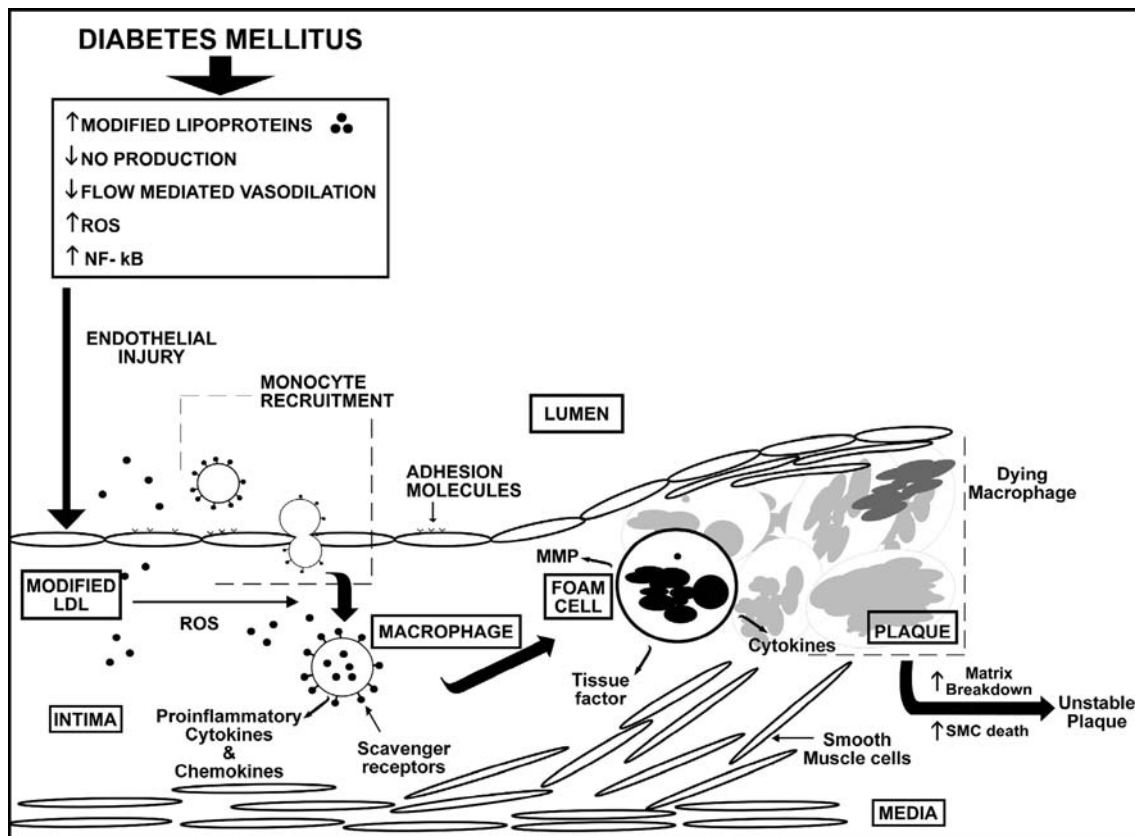 DIABETES MELLITUS
↑MODIFIED LIPOPROTEINS
↓NO PRODUCTION
↓FLOW MEDIATED VASODILATION
↑ROS
↑NF- kB
ENDOTHELIAL
INJURY
MONOCYTE
RECRUITMENT
LUMEN
ADHESION
MOLECULES
Dying
Macrophage
MMP
MODIFIED
LDL
FOAM
CELL
ROS
MACROPHAGE
PLAQUE
Cytokines
Tissue
factor
↑ Matrix
Breakdown
↑SMC death
Unstable
Plaque
INTIMA
Proinflammatory
Cytokines
&
Chemokines
Scavenger
receptors
Smooth
Muscle cells
MEDIA